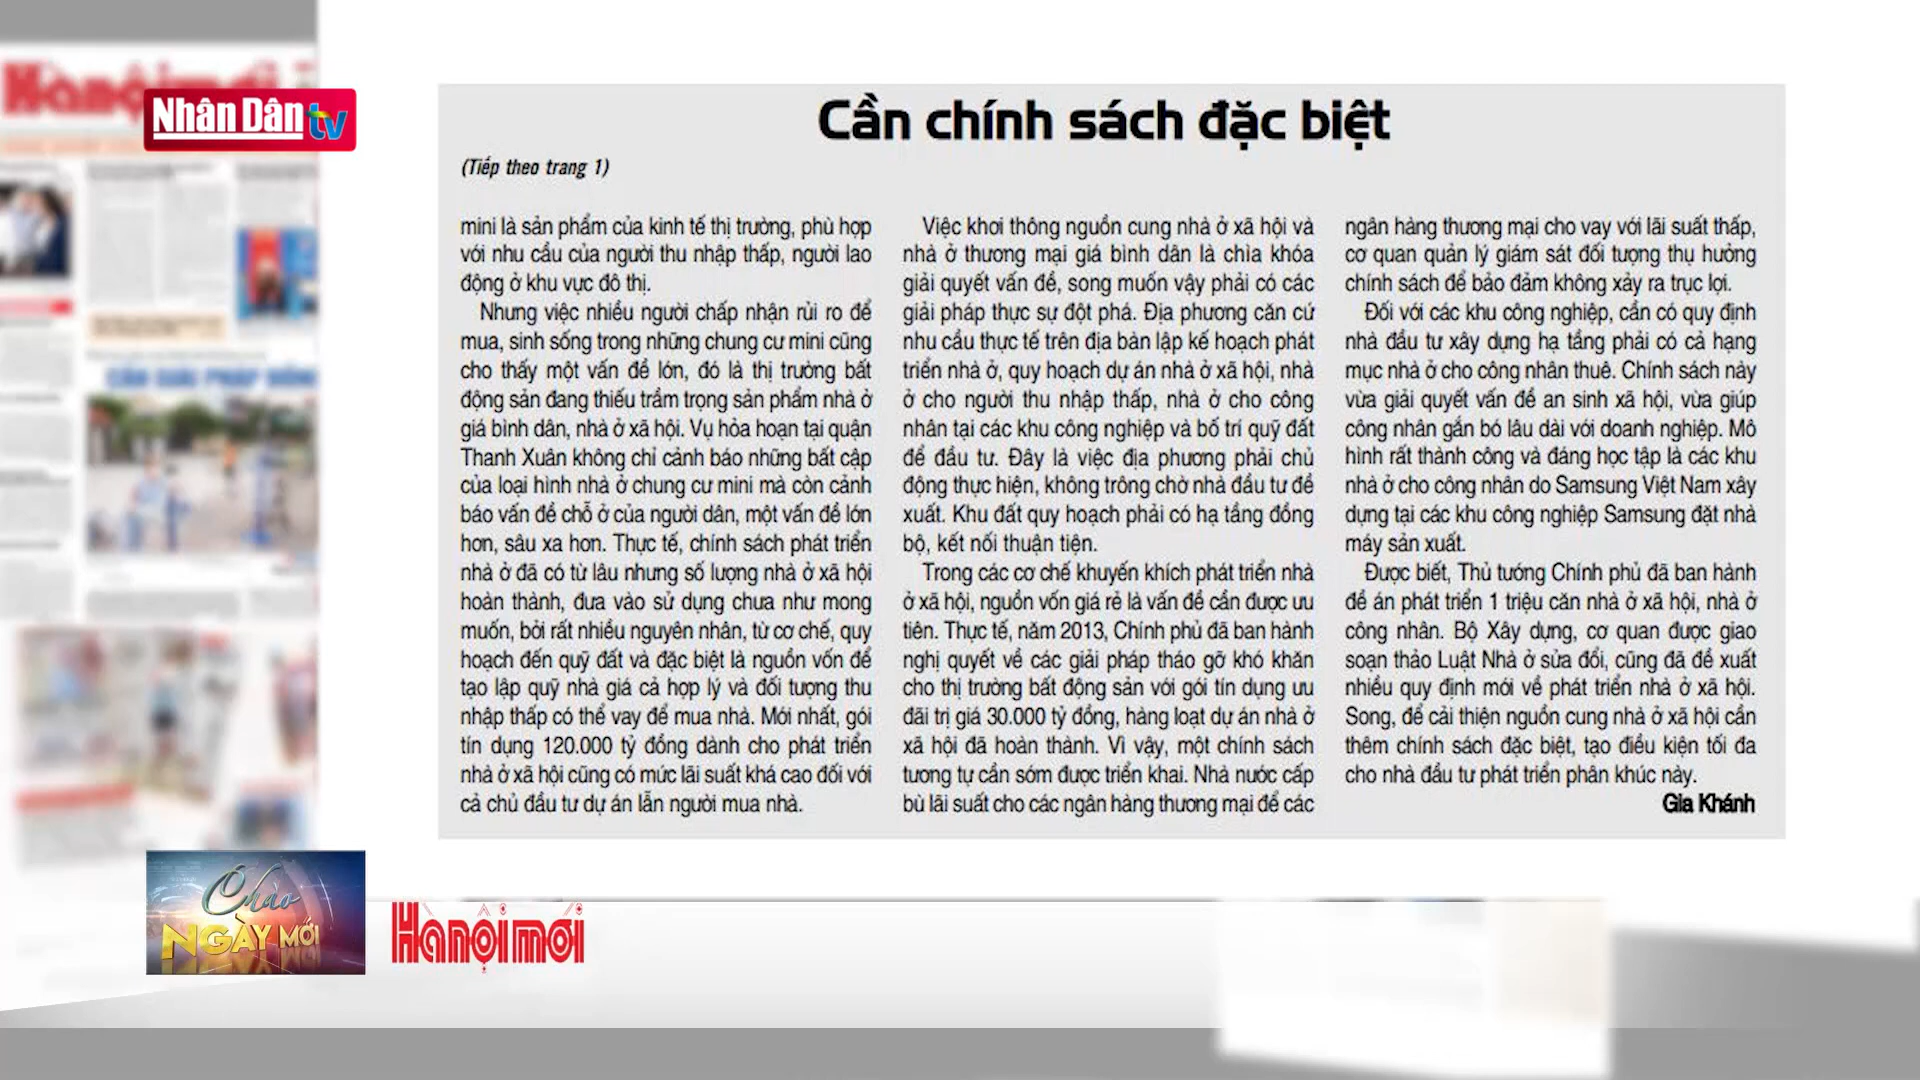 Hànộimới
Nhân Dân tv
Cần chính sách đặc biệt
(Tiếp theo trang 1)
mini là sản phẩm của kinh tế thị trường, phù hợp
với nhu cầu của người thu nhập thấp, người lao
động ở khu vực đô thị.
Nhưng việc nhiều người chấp nhận rủi ro để
mua, sinh sống trong những chung cư mini cũng
cho thấy một vấn đề lớn, đó là thị trường bất
động sản đang thiếu trầm trọng sản phẩm nhà ở
giá bình dân, nhà ở xã hội. Vụ hỏa hoạn tại quận
Thanh Xuân không chỉ cảnh báo những bất cập
của loại hình nhà ở chung cư mini mà còn cảnh
báo vấn đề chỗ ở của người dân, một vấn đề lớn
hơn, sâu xa hơn. Thực tế, chính sách phát triển
nhà ở đã có từ lâu nhưng số lượng nhà ở xã hội
hoàn thành, đưa vào sử dụng chưa như mong
muốn, bởi rất nhiều nguyên nhân, từ cơ chế, quy
hoạch đến quỹ đất và đặc biệt là nguồn vốn để
tạo lập quỹ nhà giá cả hợp lý và đối tượng thu
nhập thấp có thể vay để mua nhà. Mới nhất, gói
tín dụng 120.000 tỷ đồng dành cho phát triển
nhà ở xã hội cũng có mức lãi suất khá cao đối với
cả chủ đầu tư dự án lẫn người mua nhà.
Việc khơi thông nguồn cung nhà ở xã hội và
nhà ở thương mại giá bình dân là chìa khóa
giải quyết vấn đề, song muốn vậy phải có các
giải pháp thực sự đột phá. Địa phương căn cứ
nhu cầu thực tế trên địa bàn lập kế hoạch phát
triển nhà ở, quy hoạch dự án nhà ở xã hội, nhà
ở cho người thu nhập thấp, nhà ở cho công
nhân tại các khu công nghiệp và bố trí quỹ đất
để đầu tư. Đây là việc địa phương phải chủ
động thực hiện, không trông chờ nhà đầu tư đề
xuất. Khu đất quy hoạch phải có hạ tầng đồng
bộ, kết nối thuận tiện.
Trong các cơ chế khuyến khích phát triển nhà
ở xã hội, nguồn vốn giá rẻ là vấn đề cần được ưu
tiên. Thực tế, năm 2013, Chính phủ đã ban hành
nghị quyết về các giải pháp tháo gỡ khó khăn
cho thị trường bất động sản với gói tín dụng ưu
đãi trị giá 30.000 tỷ đồng, hàng loạt dự án nhà ở
xã hội đã hoàn thành. Vì vậy, một chính sách
tương tự cần sớm được triển khai. Nhà nước cấp
bù lãi suất cho các ngân hàng thương mại để các
ngân hàng thương mại cho vay với lãi suất thấp,
cơ quan quản lý giám sát đối tượng thụ hưởng
chính sách để bảo đảm không xảy ra trục lợi.
Đối với các khu công nghiệp, cần có quy định
nhà đầu tư xây dựng hạ tầng phải có cả hạng
mục nhà ở cho công nhân thuê. Chính sách này
vừa giải quyết vấn đề an sinh xã hội, vừa giúp
công nhân gắn bó lâu dài với doanh nghiệp. Mô
hình rất thành công và đáng học tập là các khu
nhà ở cho công nhân do Samsung Việt Nam xây
dựng tại các khu công nghiệp Samsung đặt nhà
máy sản xuất.
Được biết, Thủ tướng Chính phủ đã ban hành
đề án phát triển 1 triệu căn nhà ở xã hội, nhà ở
công nhân. Bộ Xây dựng, cơ quan được giao
soạn thảo Luật Nhà ở sửa đổi, cũng đã đề xuất
nhiều quy định mới về phát triển nhà ở xã hội.
Song, để cải thiện nguồn cung nhà ở xã hội cần
thêm chính sách đặc biệt, tạo điều kiện tối đa
cho nhà đầu tư phát triển phân khúc này.
Gia Khánh
Chào
NGÀY MỚI
Hànộimới